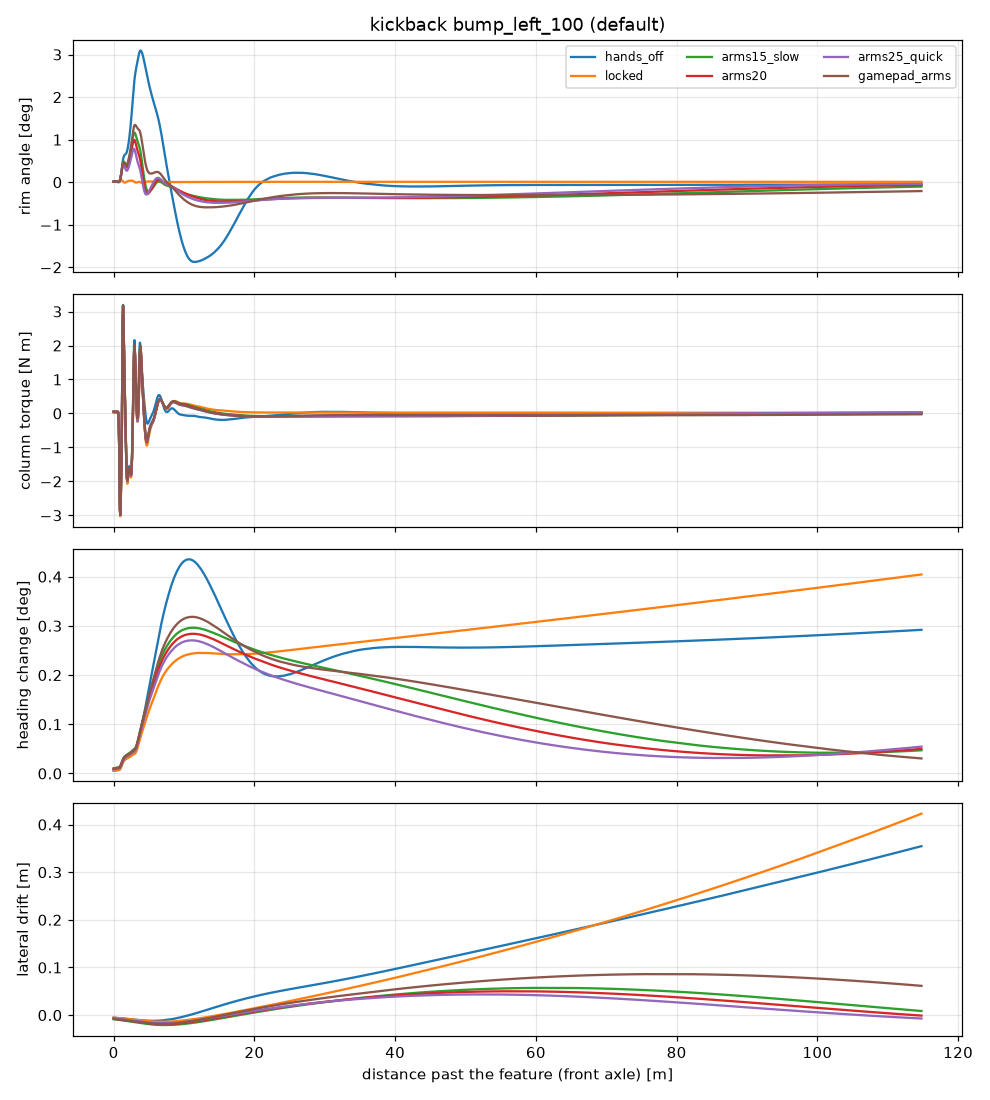 kickback bump_left_100 (default)
hands_off
locked
arms15_slow
arms20
arms25_quick
gamepad_arms
rim angle [deg]
3
2
1
0
−1
−2
column torque [N m]
3
2
1
0
−1
−2
−3
heading change [deg]
0.4
0.3
0.2
0.1
0.0
lateral drift [m]
0.4
0.3
0.2
0.1
0.0
0 20 40 60 80 100 120
distance past the feature (front axle) [m]